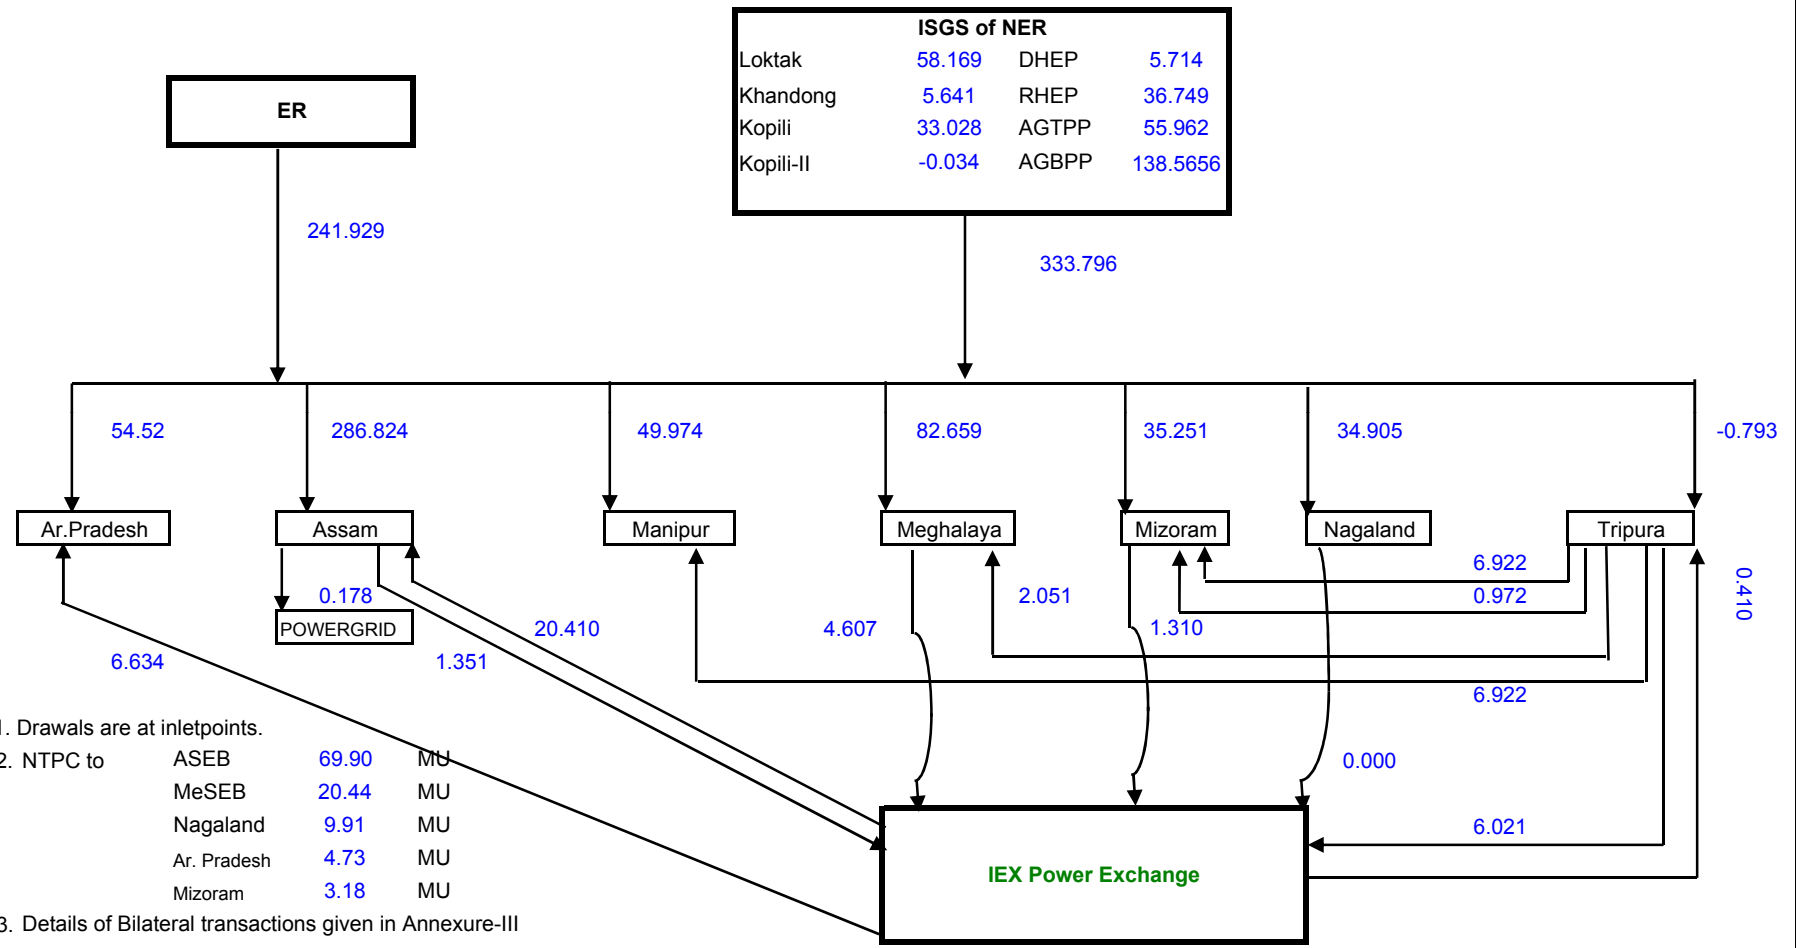 ISGS of NER
Loktak 58.169 DHEP 5.714
ER
Khandong 5.641 RHEP 36.749
Kopili 33.028 AGTPP 55.962
Kopili-II -0.034 AGBPP 138.5656
241.929
333.796
54.52 286.824 49.974 82.659 35.251 34.905 -0.793
Ar.Pradesh Assam Manipur Meghalaya Mizoram Nagaland Tripura
6.922
0.178 2.051 0.972 0.410
POWERGRID 20.410 4.607 1.310
6.634 1.351
6.922
1. Drawals are at inletpoints.
2. NTPC to ASEB 69.90 MU 0.000
MeSEB 20.44 MU
Nagaland 9.91 MU 6.021
Ar. Pradesh 4.73 MU
IEX Power Exchange
Mizoram 3.18 MU
3. Details of Bilateral transactions given in Annexure-III